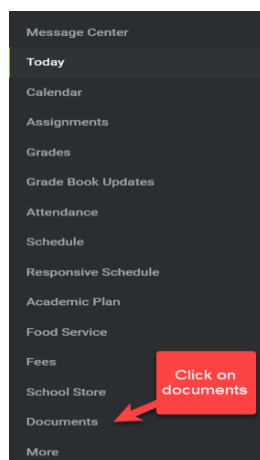 Message Center
Today
Calendar
Assignments
Grades
Grade Book Updates
Attendance
Schedule
Responsive Schedule
Academic Plan
Food Service
Fees
School Store
Click on
documents
Documents
More